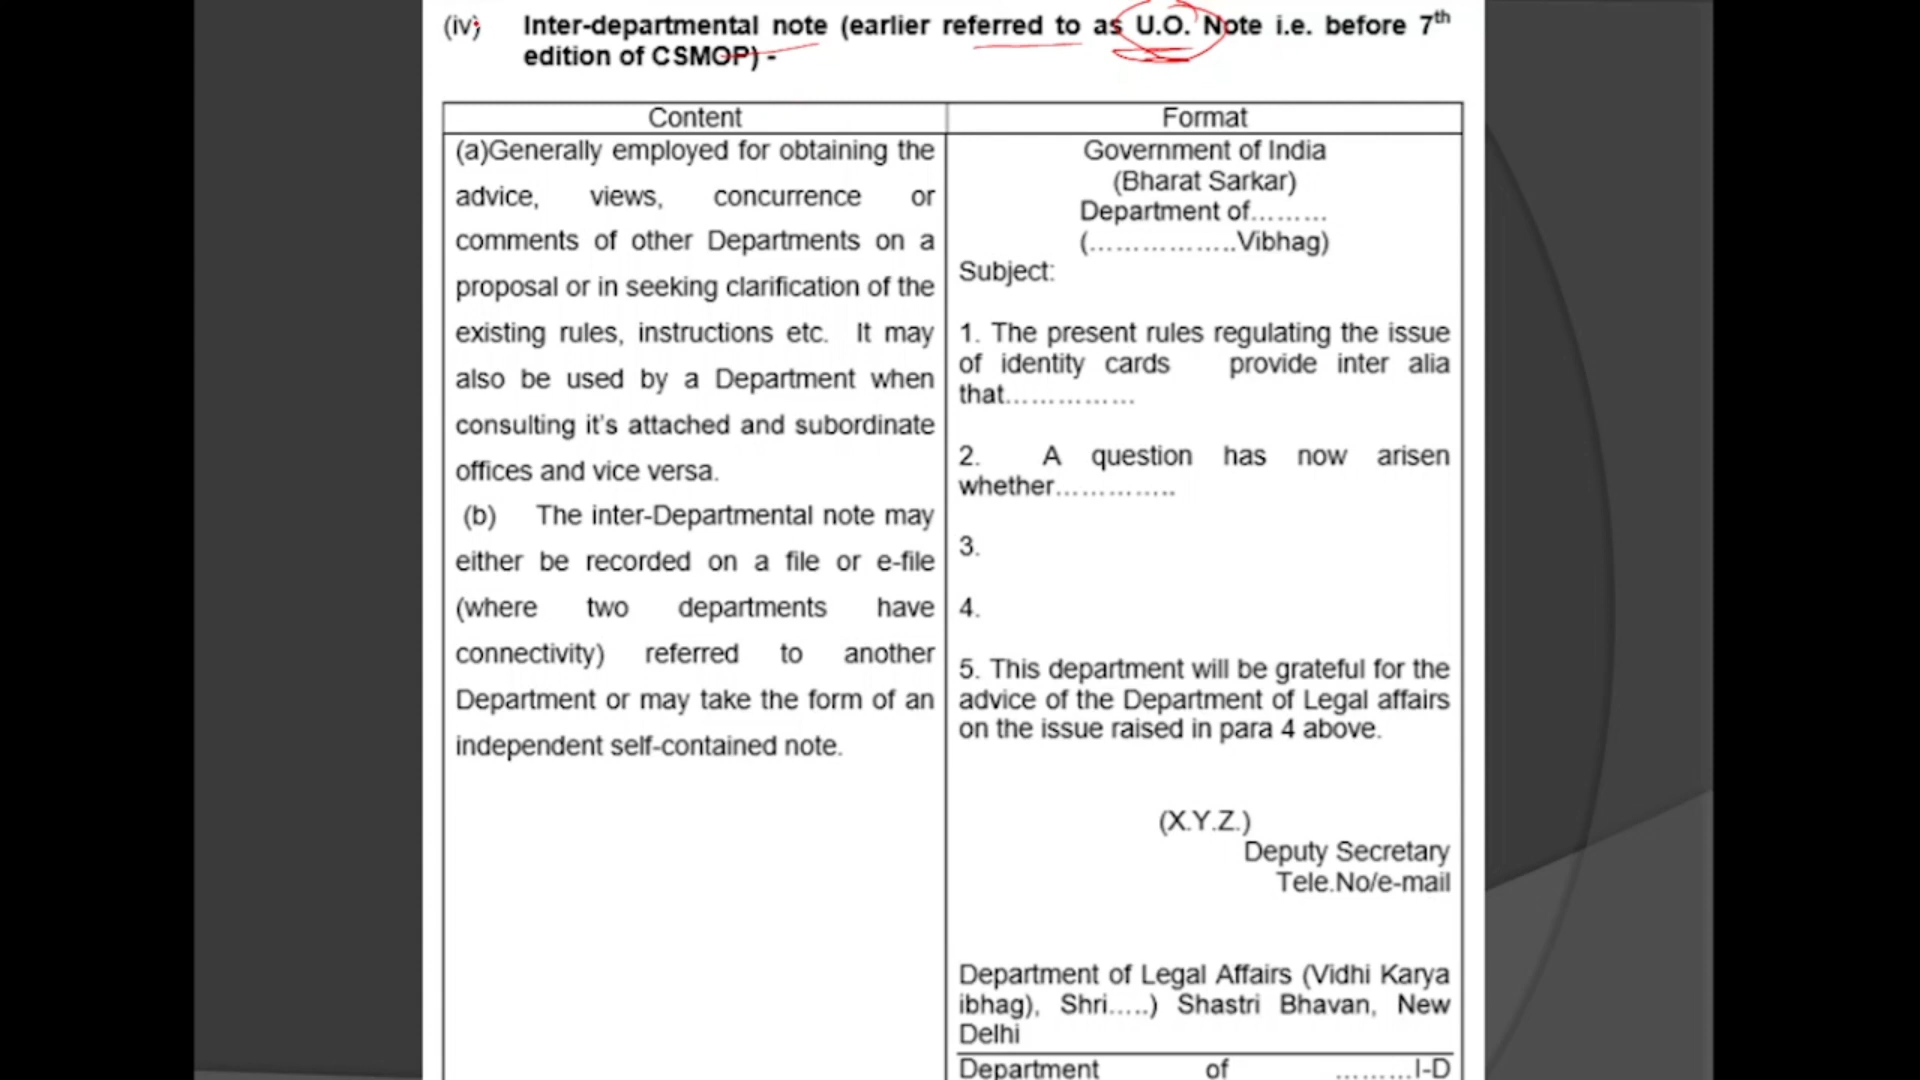 (iv) Inter-departmental note (earlier referred to as U.O. Note i.e. before 7th
edition of CSMOP) -
Content
(a)Generally employed for obtaining the
advice, views, concurrence or
comments of other Departments on a
proposal or in seeking clarification of the
existing rules, instructions etc. It may
also be used by a Department when
consulting it's attached and subordinate
offices and vice versa.
(b) The inter-Departmental note may
either be recorded on a file or e-file
(where two departments have
connectivity) referred to another
Department or may take the form of an
independent self-contained note.
Format
Government of India
(Bharat Sarkar)
Department of.........
(.................Vibhag)
Subject:
1. The present rules regulating the issue
of identity cards provide inter alia
that...............
2. A question has now arisen
whether..............
3.
4.
5. This department will be grateful for the
advice of the Department of Legal affairs
on the issue raised in para 4 above.
(X.Y.Z.)
Deputy Secretary
Tele.No/e-mail
Department of Legal Affairs (Vidhi Karya
ibhag), Shri.....) Shastri Bhavan, New
Delhi
Department of .........I-D